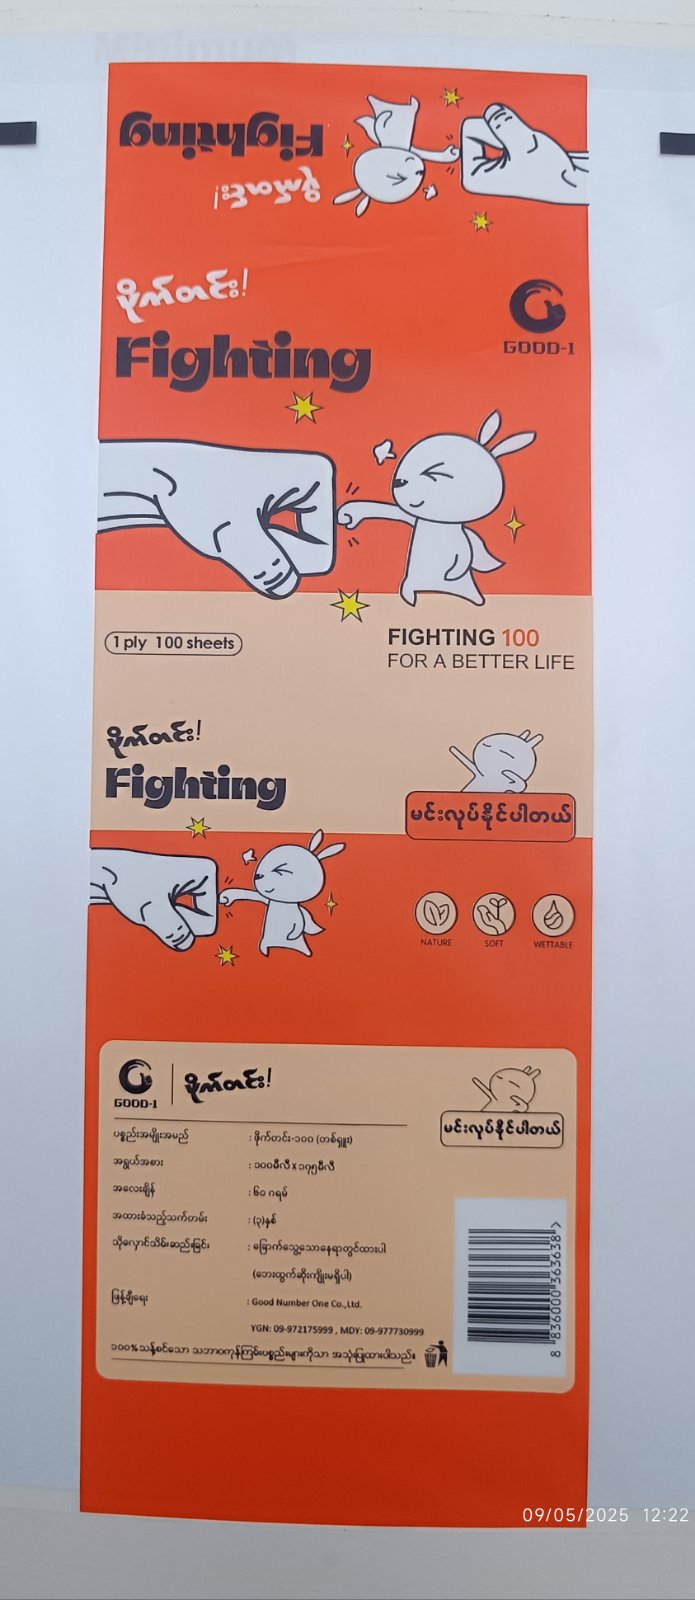 Fighting
ဖိုက်တင်း!
ဖိုက်တင်း!
Fighting
GOOD-1
1 ply 100 sheets
FIGHTING 100
FOR A BETTER LIFE
ဖိုက်တင်း!
Fighting
မင်းလုပ်နိုင်ပါတယ်
NATURE SOFT WETTABLE
GOOD-1
ဖိုက်တင်း!
မင်းလုပ်နိုင်ပါတယ်
ပစ္စည်းအမျိုးအမည် : ဖိုက်တင်း-၁၀၀ (တစ်ရှူး)
အရွယ်အစား : ၁၀၀မီလီ x ၁၇၅မီလီ
အလေးချိန် : ၆၀ ဂရမ်
အထားခံသည့်သက်တမ်း : (၃)နှစ်
သိုလှောင်သိမ်းဆည်းခြင်း : ခြောက်သွေ့သောနေရာတွင်ထားပါ
(ဘေးထွက်ဆိုးကျိုးမရှိပါ)
ဖြန့်ချိရေး : Good Number One Co.,Ltd.
YGN: 09-972175999 , MDY: 09-977730999
၁၀၀% သန့်စင်သော သဘာဝကုန်ကြမ်းပစ္စည်းများကိုသာ အသုံးပြုထားပါသည်။
8 836000 363638 >
09/05/2025 12:22